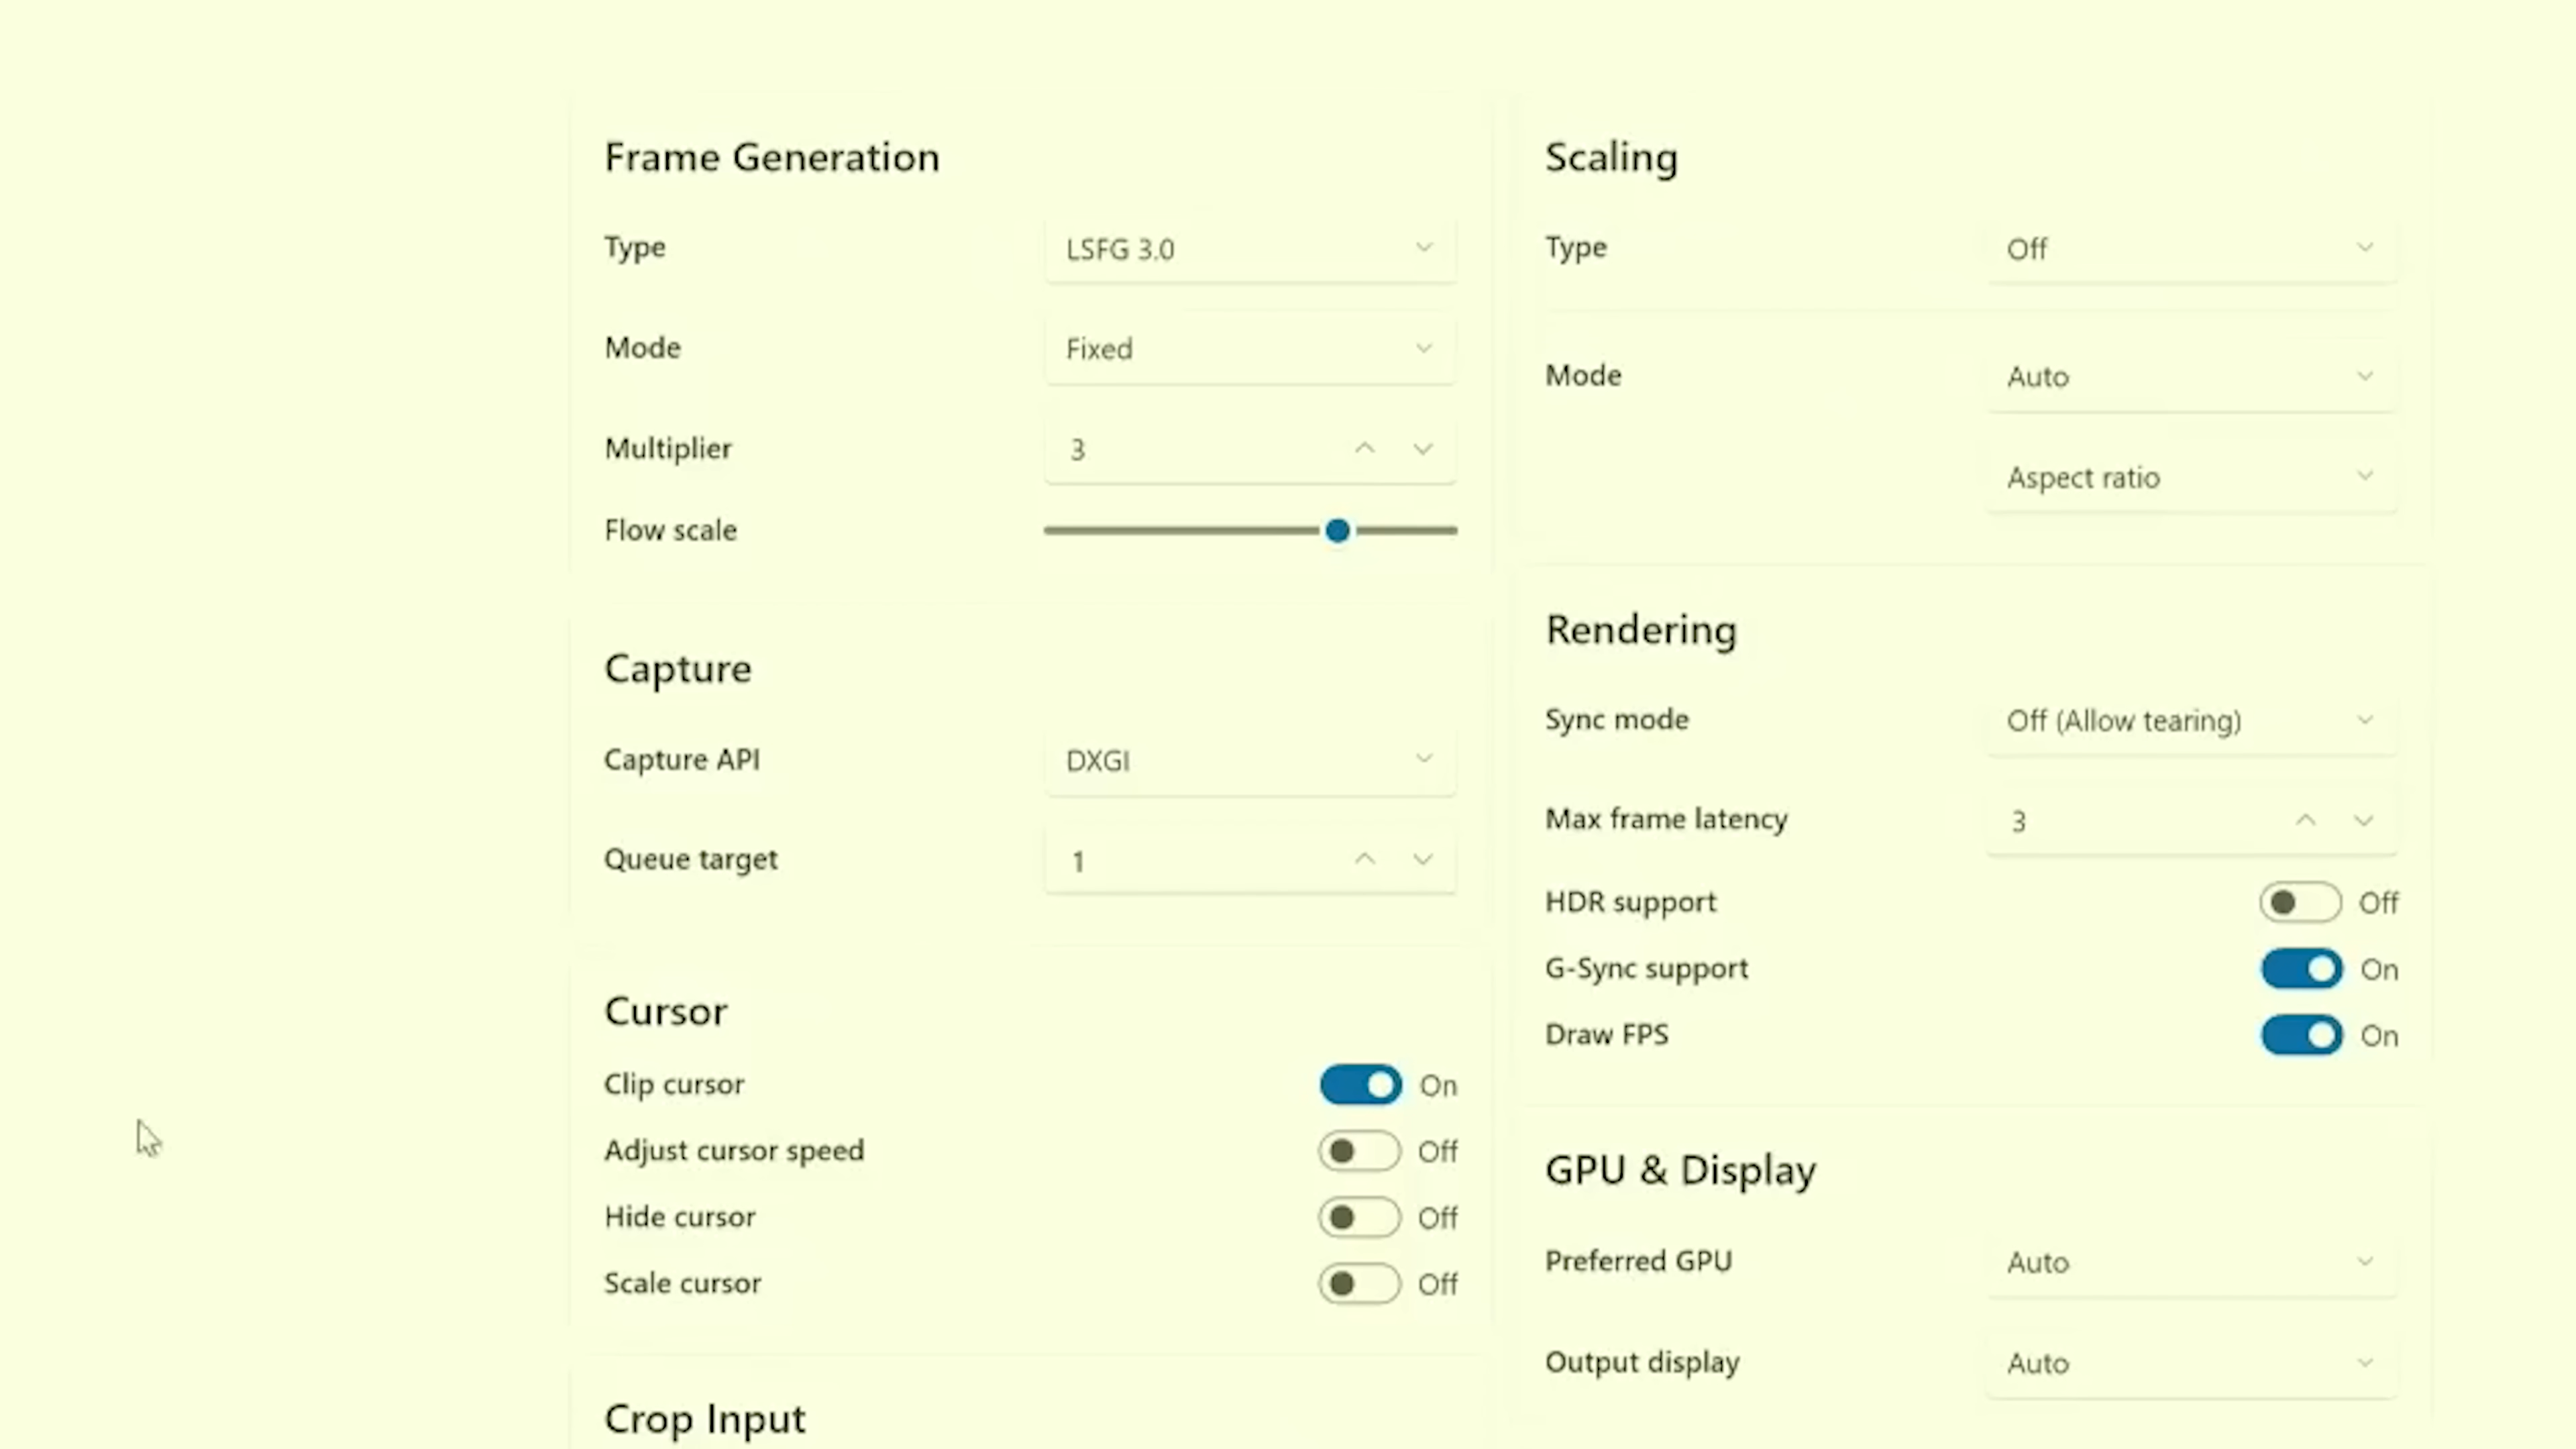 Frame Generation
Type
LSFG 3.0
Mode
Fixed
Multiplier
3
Flow scale
Capture
Capture API
DXGI
Queue target
1
Cursor
Clip cursor
On
Adjust cursor speed
Off
Hide cursor
Off
Scale cursor
Off
Crop Input
Scaling
Type
Off
Mode
Auto
Aspect ratio
Rendering
Sync mode
Off (Allow tearing)
Max frame latency
3
HDR support
Off
G-Sync support
On
Draw FPS
On
GPU & Display
Preferred GPU
Auto
Output display
Auto